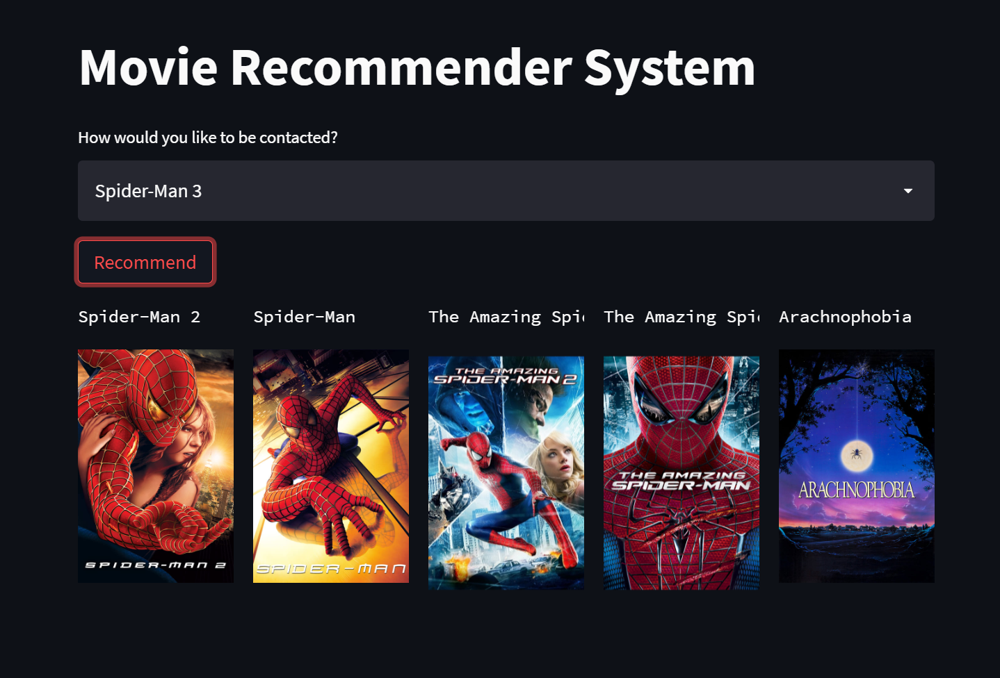 Movie Recommender System
How would you like to be contacted?
Spider-Man 3
Recommend
Spider-Man 2
Spider-Man
The Amazing Spi
The Amazing Spi
Arachnophobia
SPIDER-MAN 2
SPIDER-MAN
THE AMAZING
SPIDER-MAN 2
THE AMAZING
SPIDER-MAN
ARACHNOPHOBIA